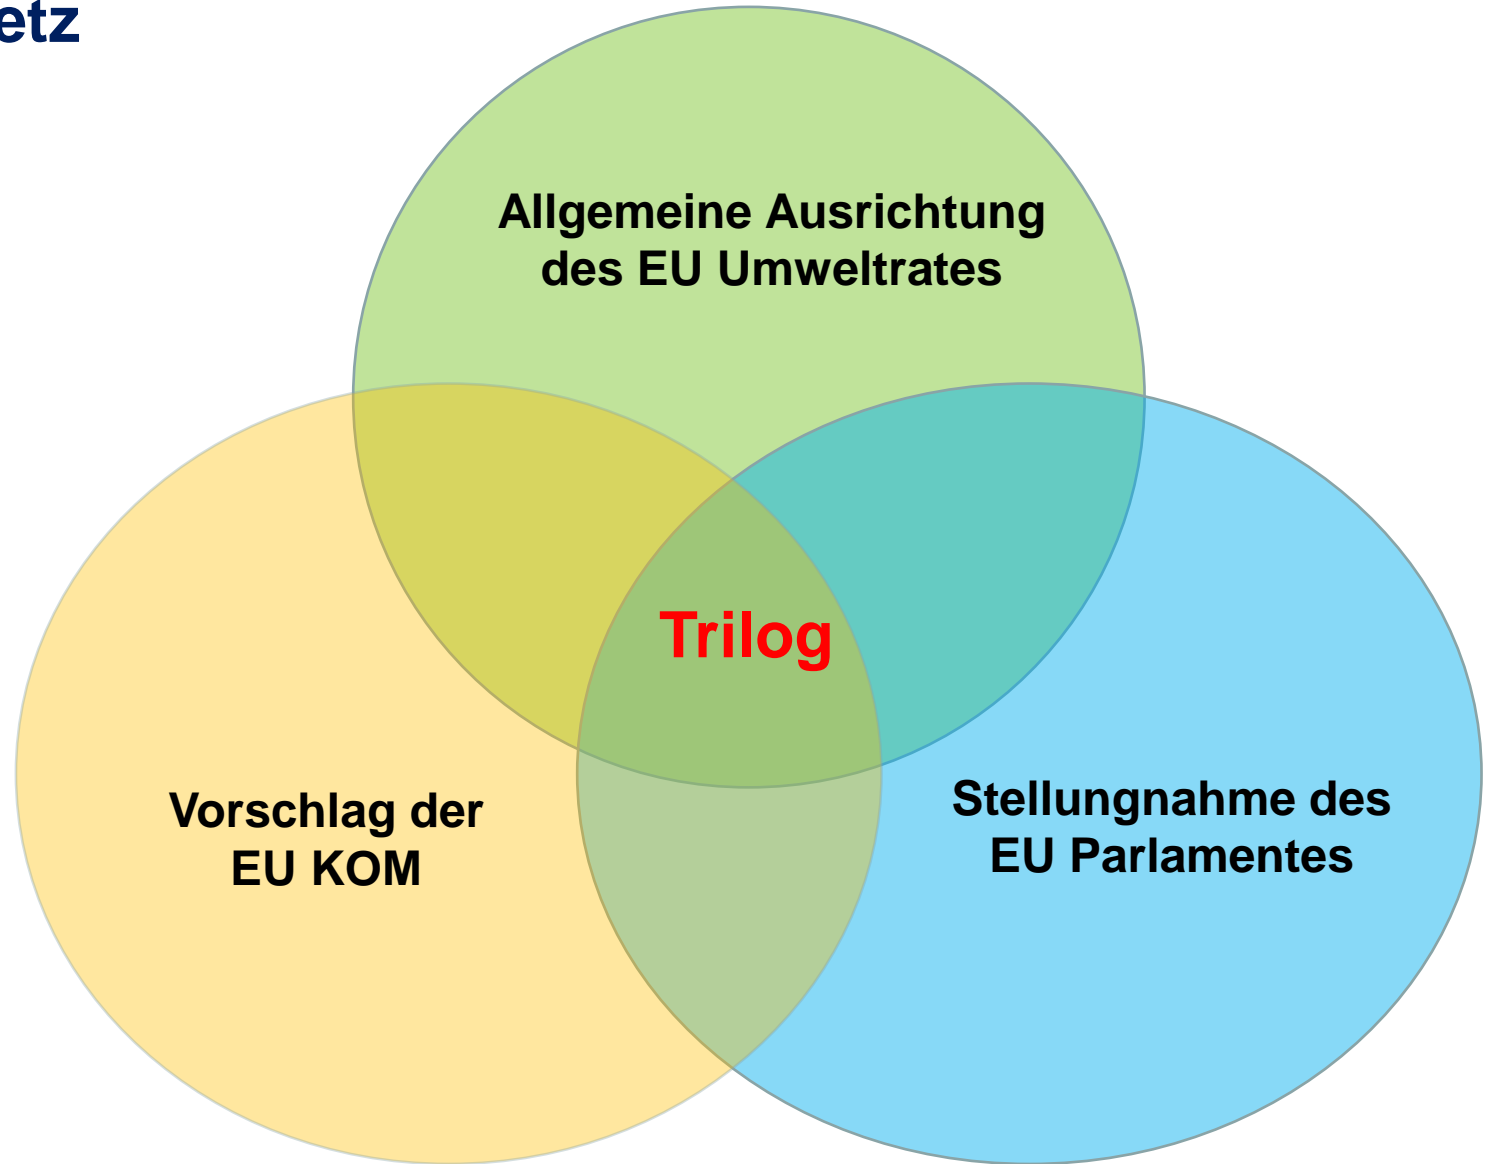 etz
Allgemeine Ausrichtung
des EU Umweltrates
Trilog
Vorschlag der
EU KOM
Stellungnahme des
EU Parlamentes